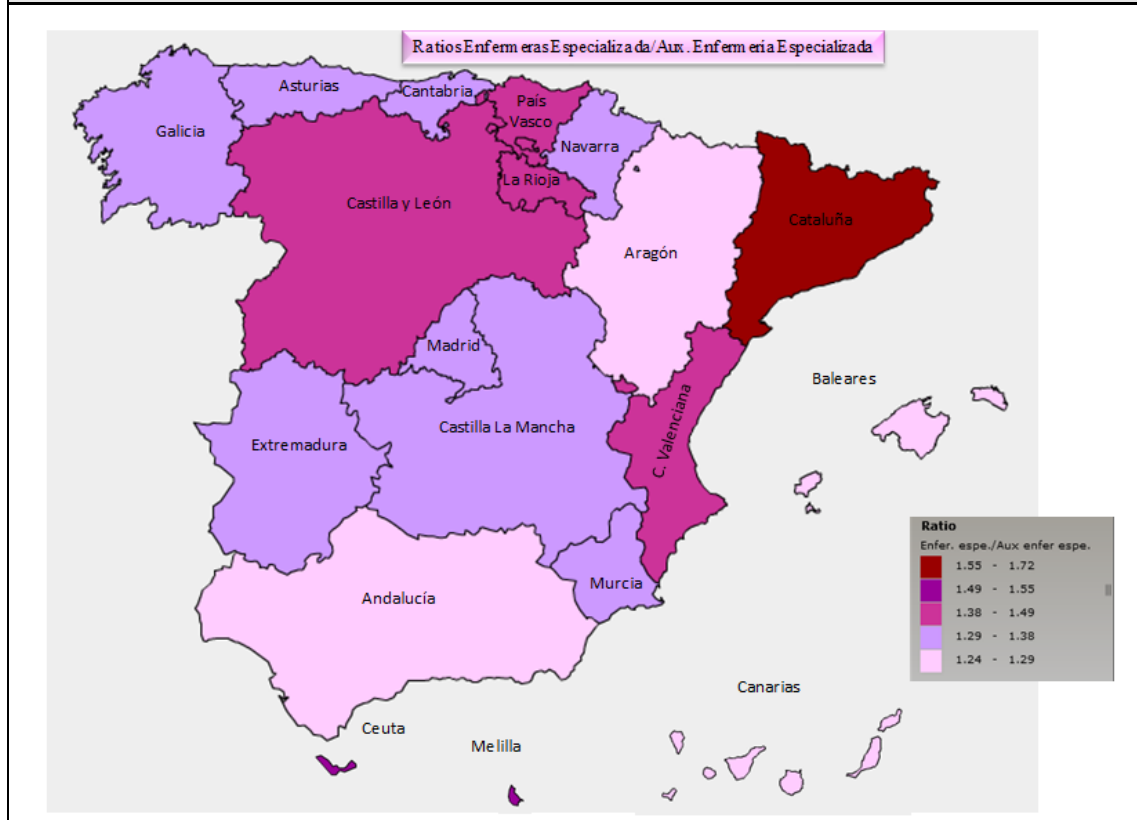 Ratios Enfermeras Especializada/Aux. Enfermería Especializada
Asturias
Cantabria
País
Vasco
Galicia
Navarra
La Rioja
Castilla y León
Cataluña
Aragón
Madrid
Baleares
Castilla La Mancha
C. Valenciana
Extremadura
Murcia
Andalucía
Canarias
Ceuta
Melilla
Ratio
Enfer. espe./Aux enfer espe.
1.55 - 1.72
1.49 - 1.55
1.38 - 1.49
1.29 - 1.38
1.24 - 1.29